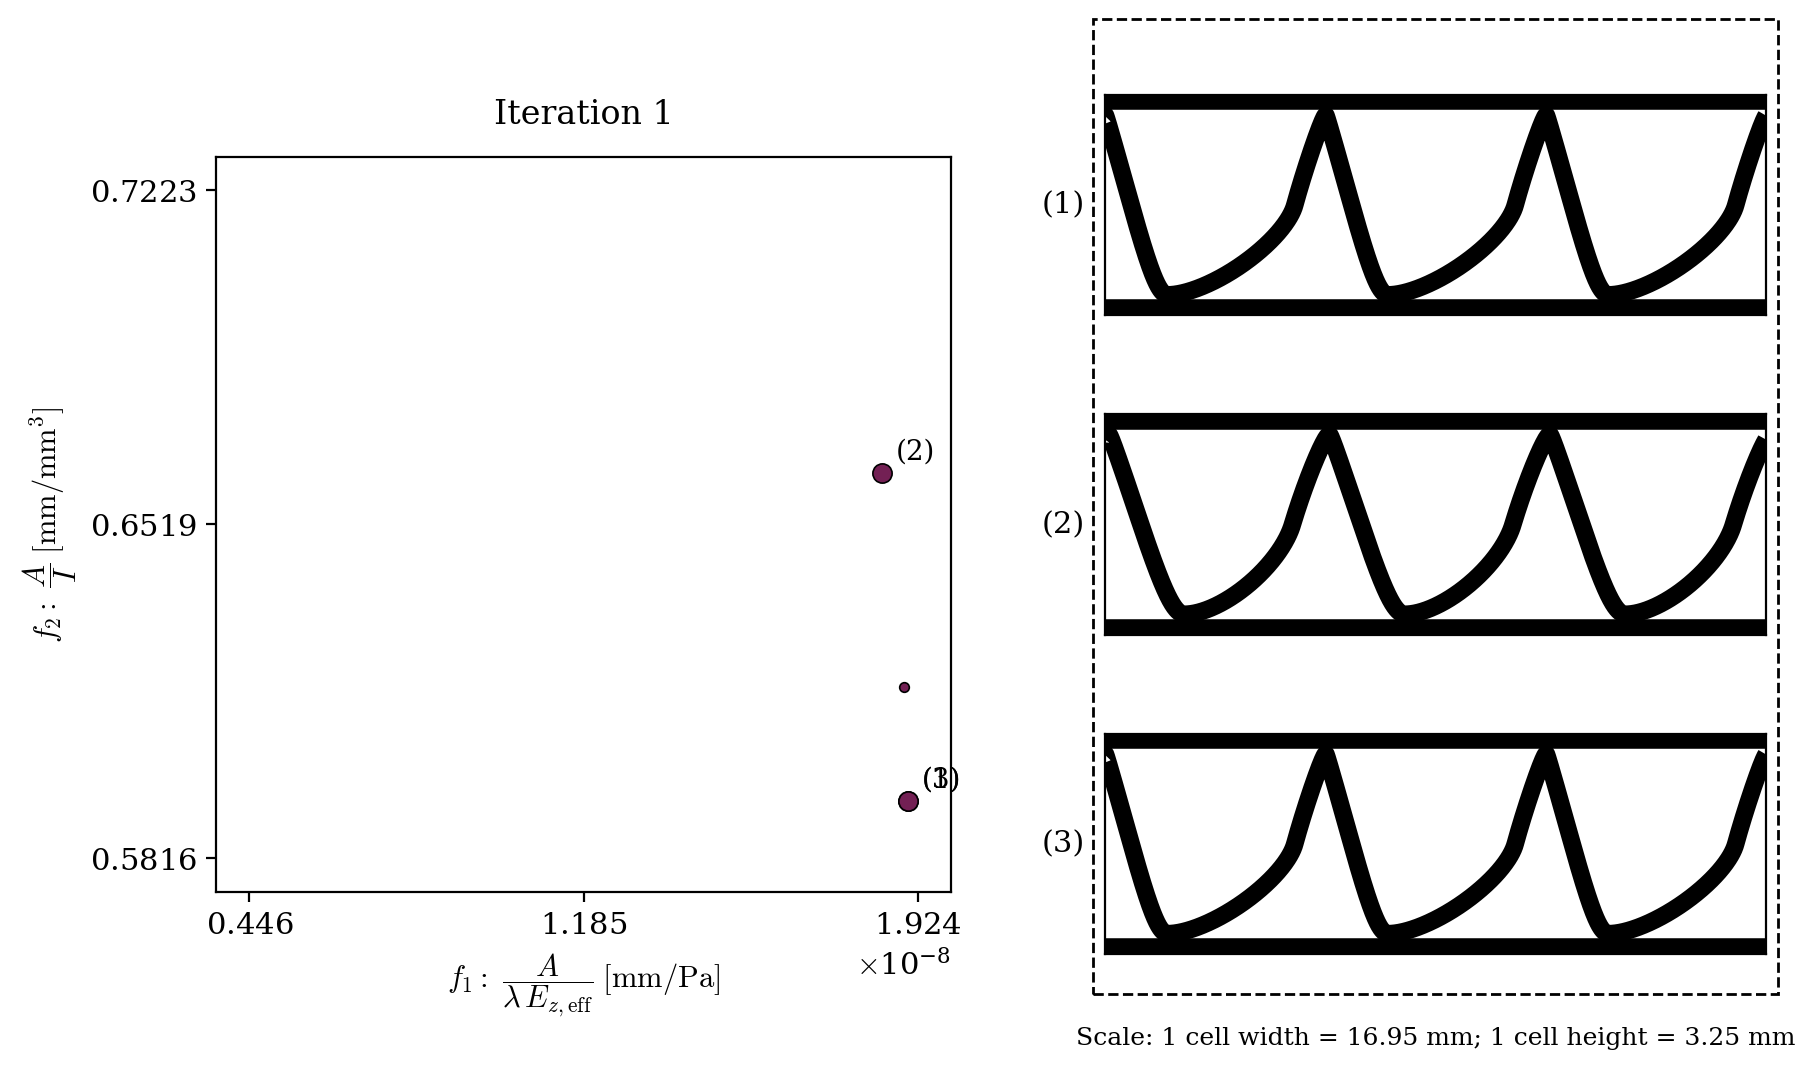 Iteration 1
0.7223
0.6519
0.5816
f₂: A/I [mm/mm³]
(2)
(1)
(3)
0.446 1.185 1.924
×10⁻⁸
f₁: A/(λ E_{z, eff}) [mm/Pa]
(1)
(2)
(3)
Scale: 1 cell width = 16.95 mm; 1 cell height = 3.25 mm